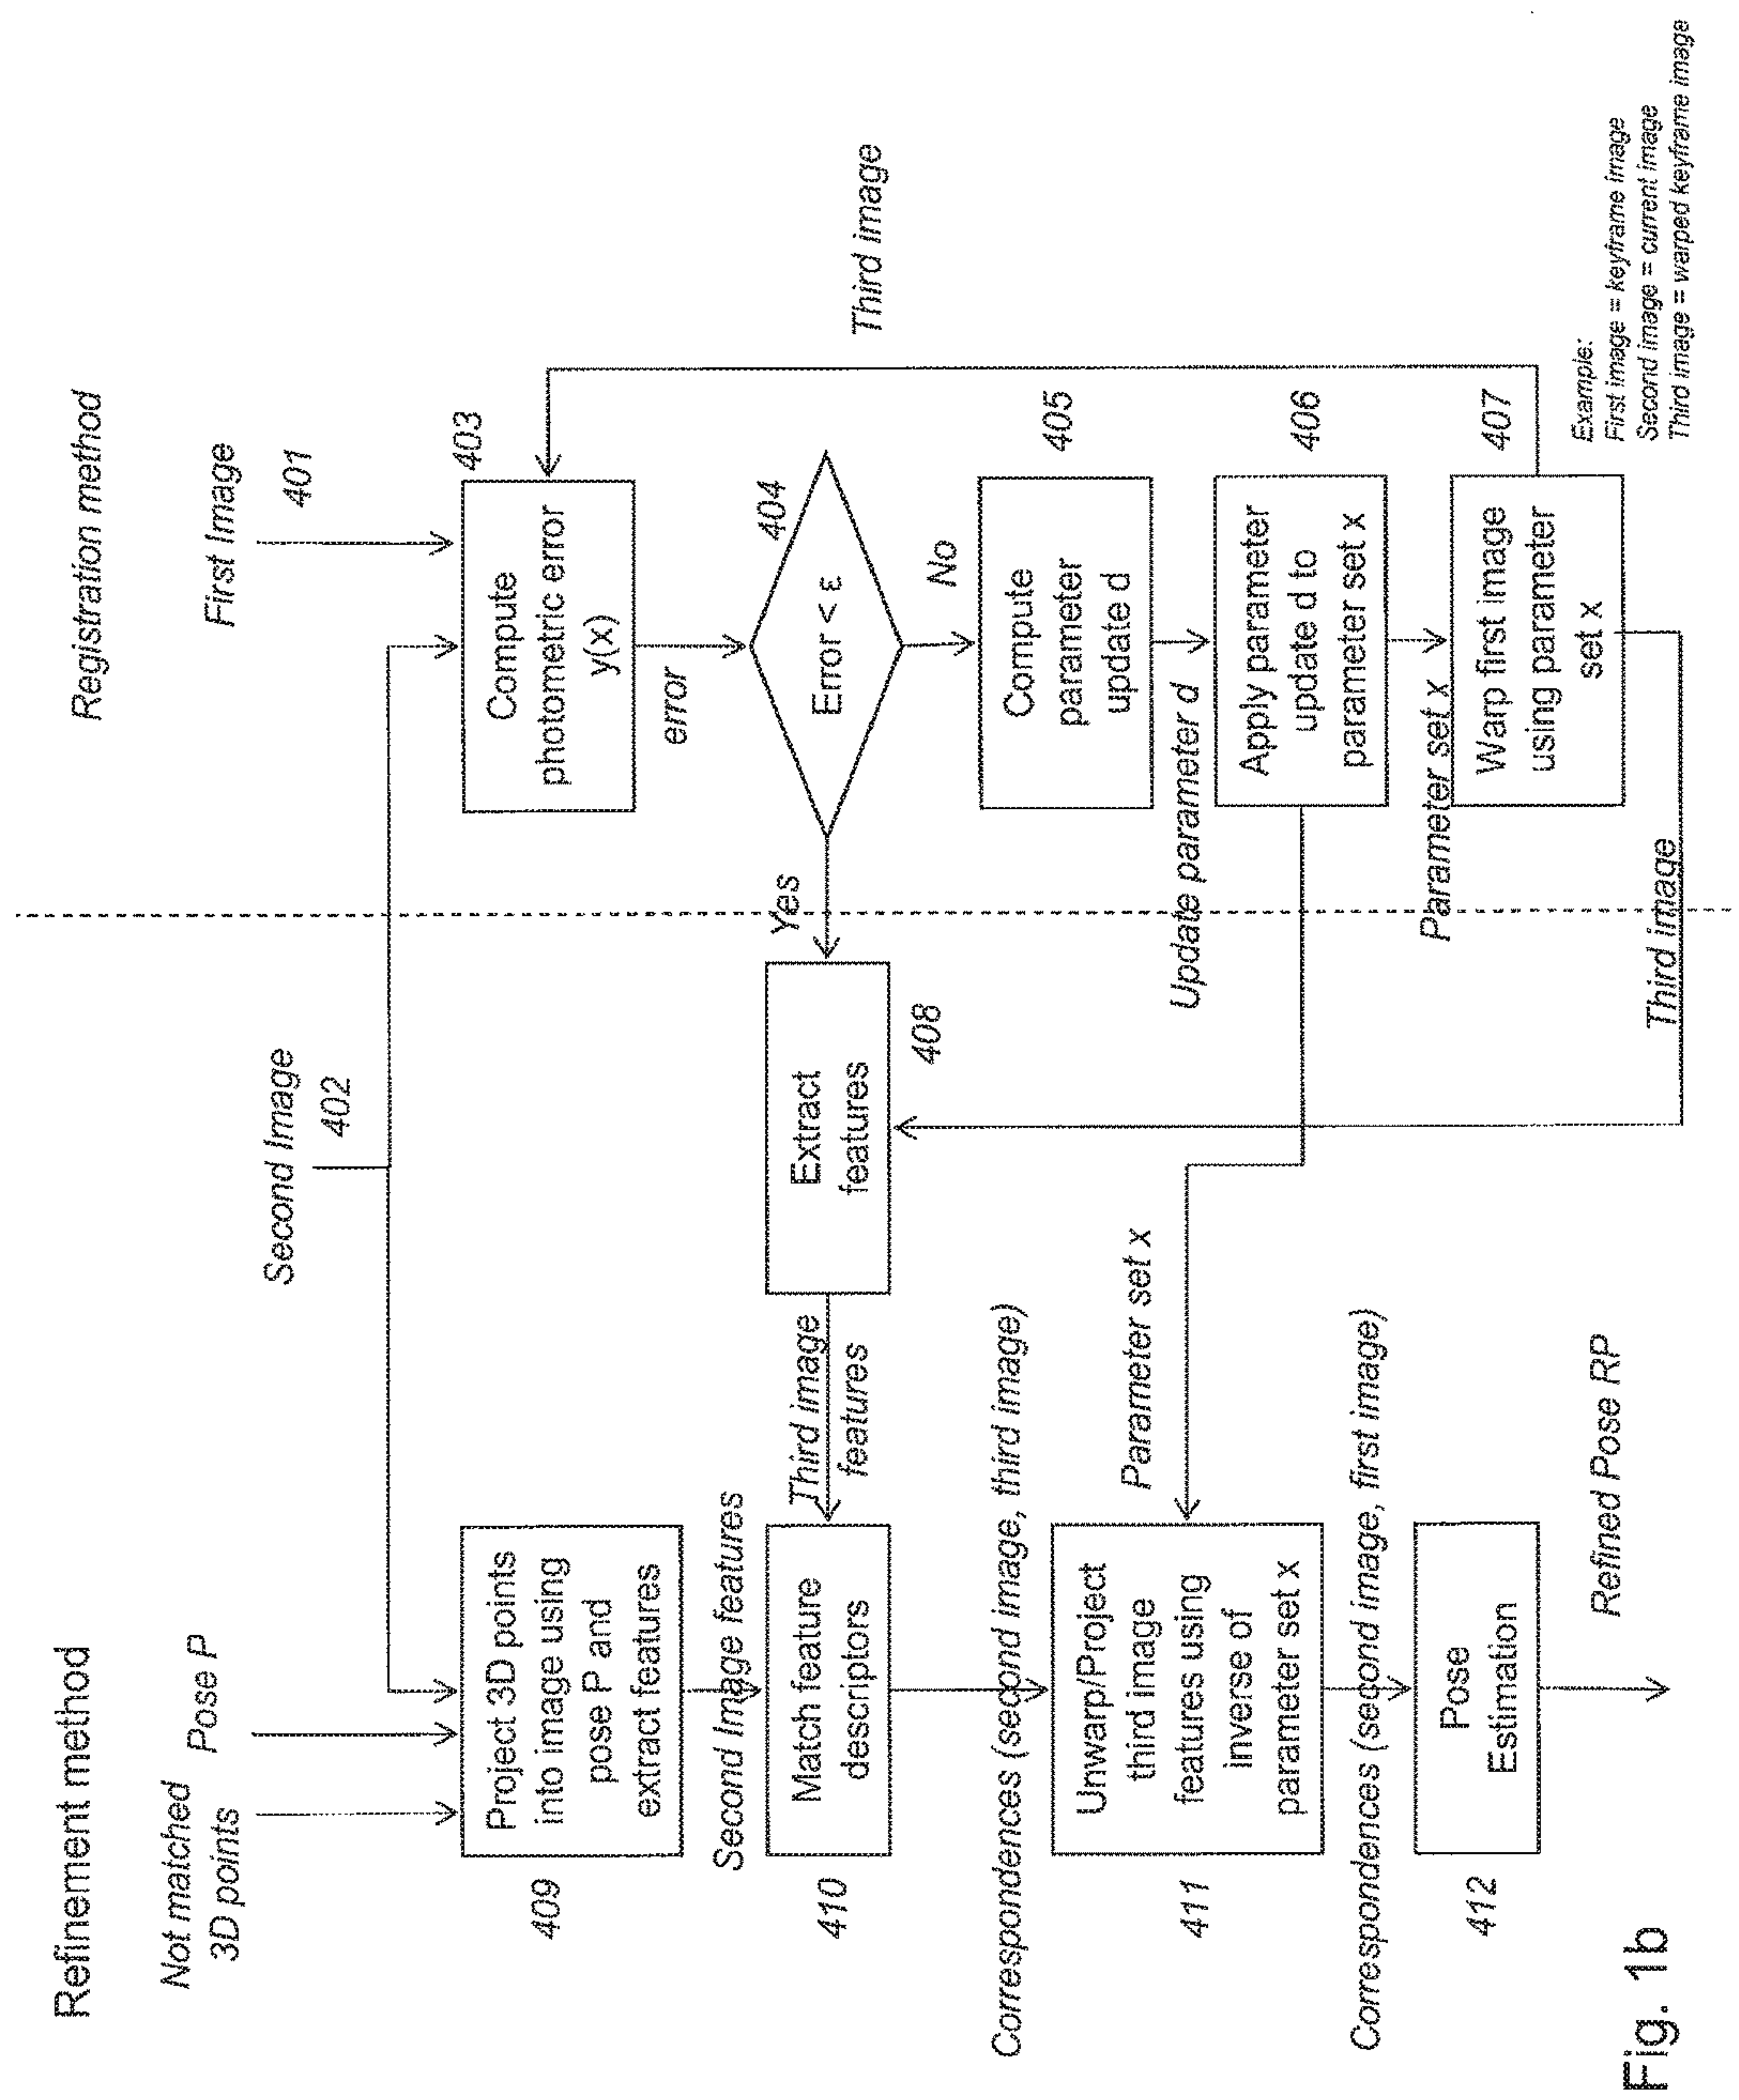 Refinement method
Registration method
Not matched
3D points
Pose P
Second Image
402
First Image
401
403
Compute
photometric error
y(x)
error
404
Error < ε
Yes
No
405
Compute
parameter
update d
Update parameter d
406
Apply parameter
update d to
parameter set x
Parameter set x
407
Warp first image
using parameter
set x
Third image
Third image
Extract
features
408
Third image
features
409
Project 3D points
into image using
pose P and
extract features
Second Image features
410
Match feature
descriptors
Correspondences (second image, third image)
Parameter set x
411
Unwarp/Project
third image
features using
inverse of
parameter set x
Correspondences (second image, first image)
412
Pose
Estimation
Refined Pose RP
Example:
First image = keyframe image
Second image = current image
Third image = warped keyframe image
Fig. 1b